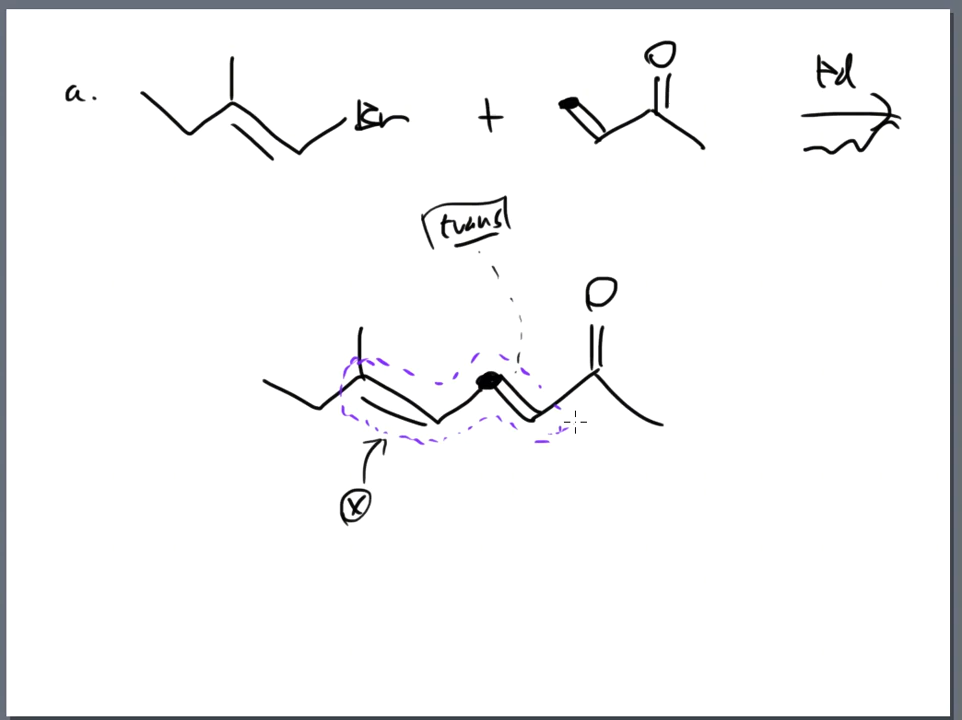 a. Br + O Pd
trans
O
X